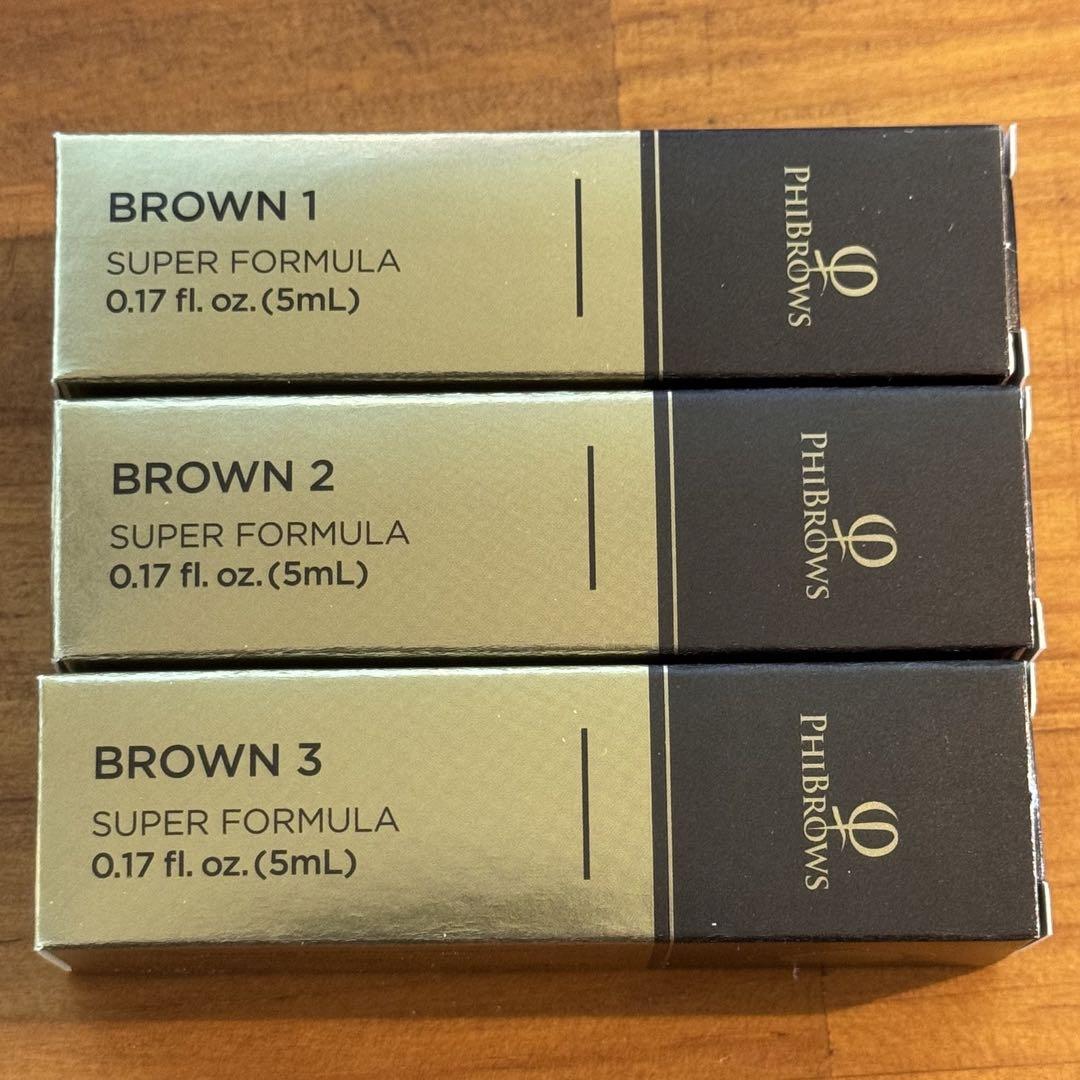 BROWN 1
SUPER FORMULA
0.17 fl. oz. (5mL)
PHIBROWS
BROWN 2
SUPER FORMULA
0.17 fl. oz. (5mL)
PHIBROWS
BROWN 3
SUPER FORMULA
0.17 fl. oz. (5mL)
PHIBROWS